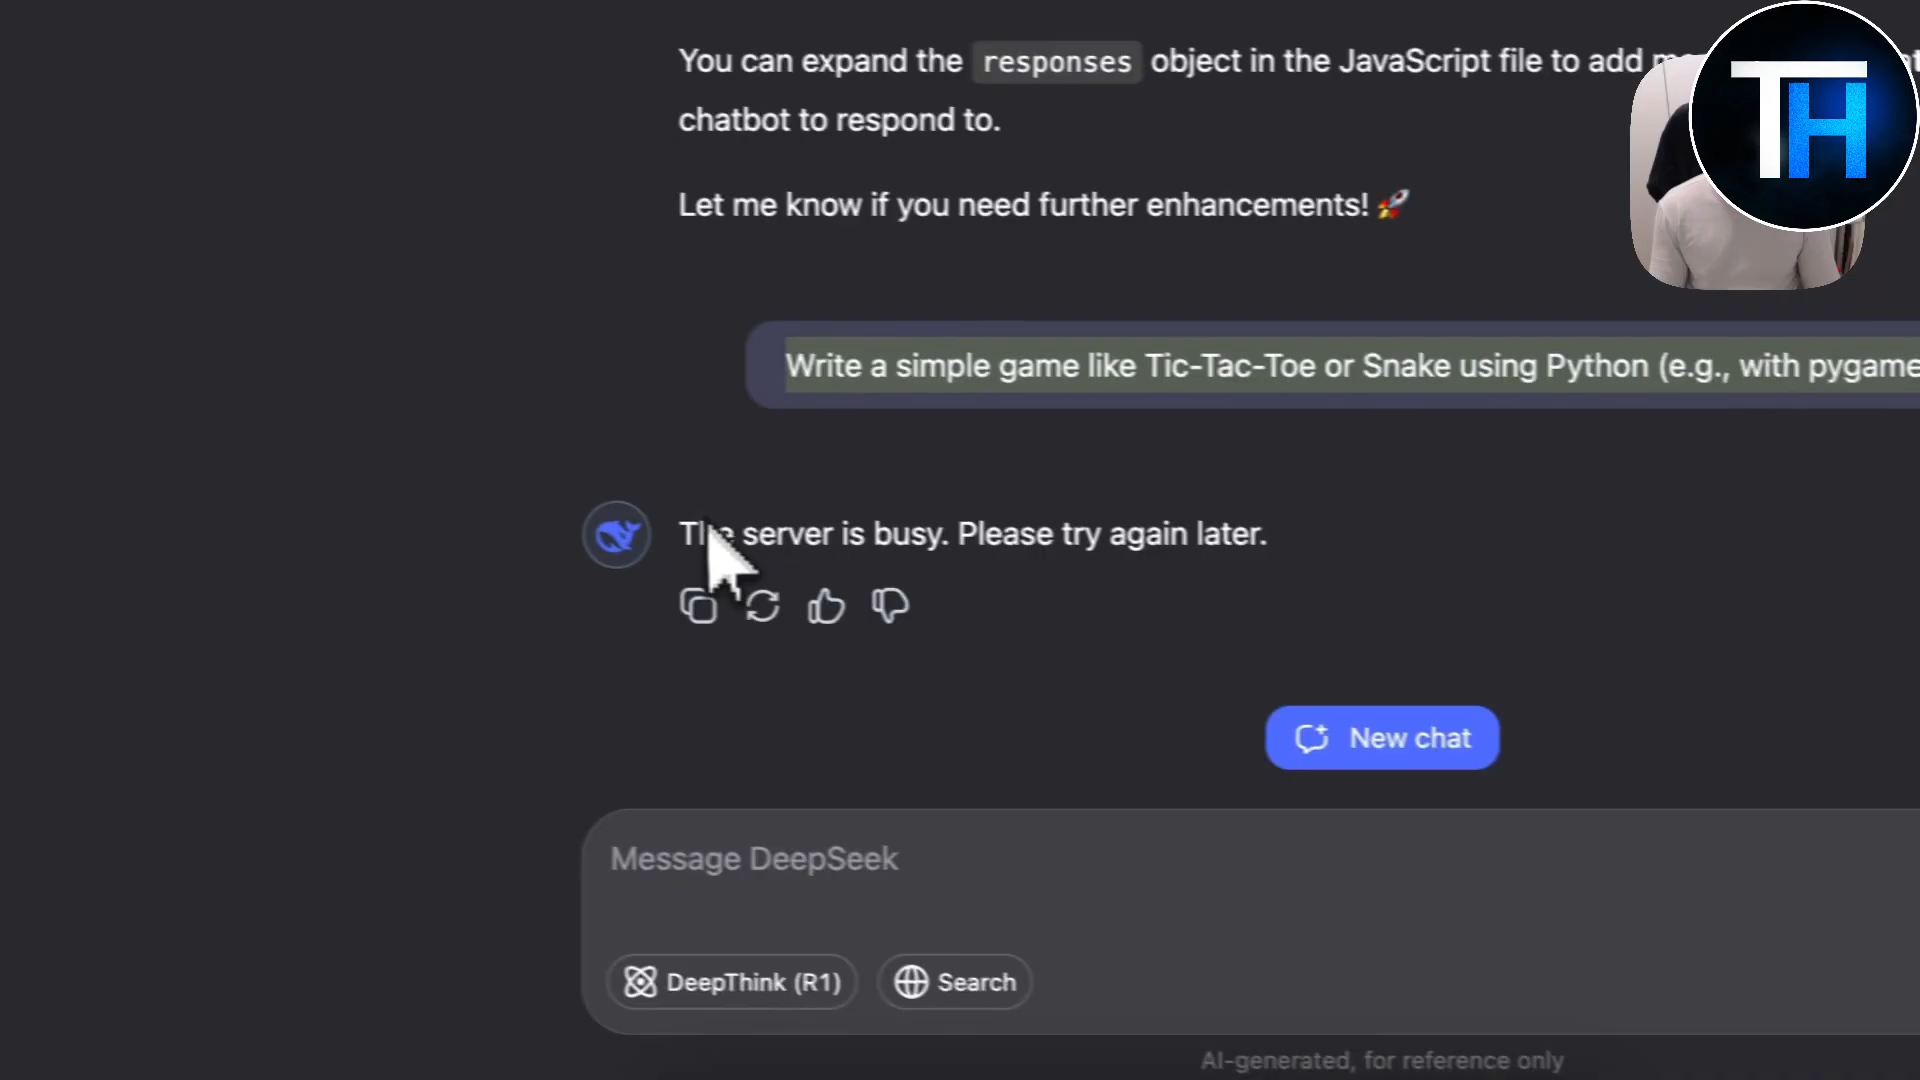 You can expand the responses object in the JavaScript file to add
chatbot to respond to.
Let me know if you need further enhancements! 🚀
TH
Write a simple game like Tic-Tac-Toe or Snake using Python (e.g., with pygame
The server is busy. Please try again later.
New chat
Message DeepSeek
DeepThink (R1)
Search
AI-generated, for reference only